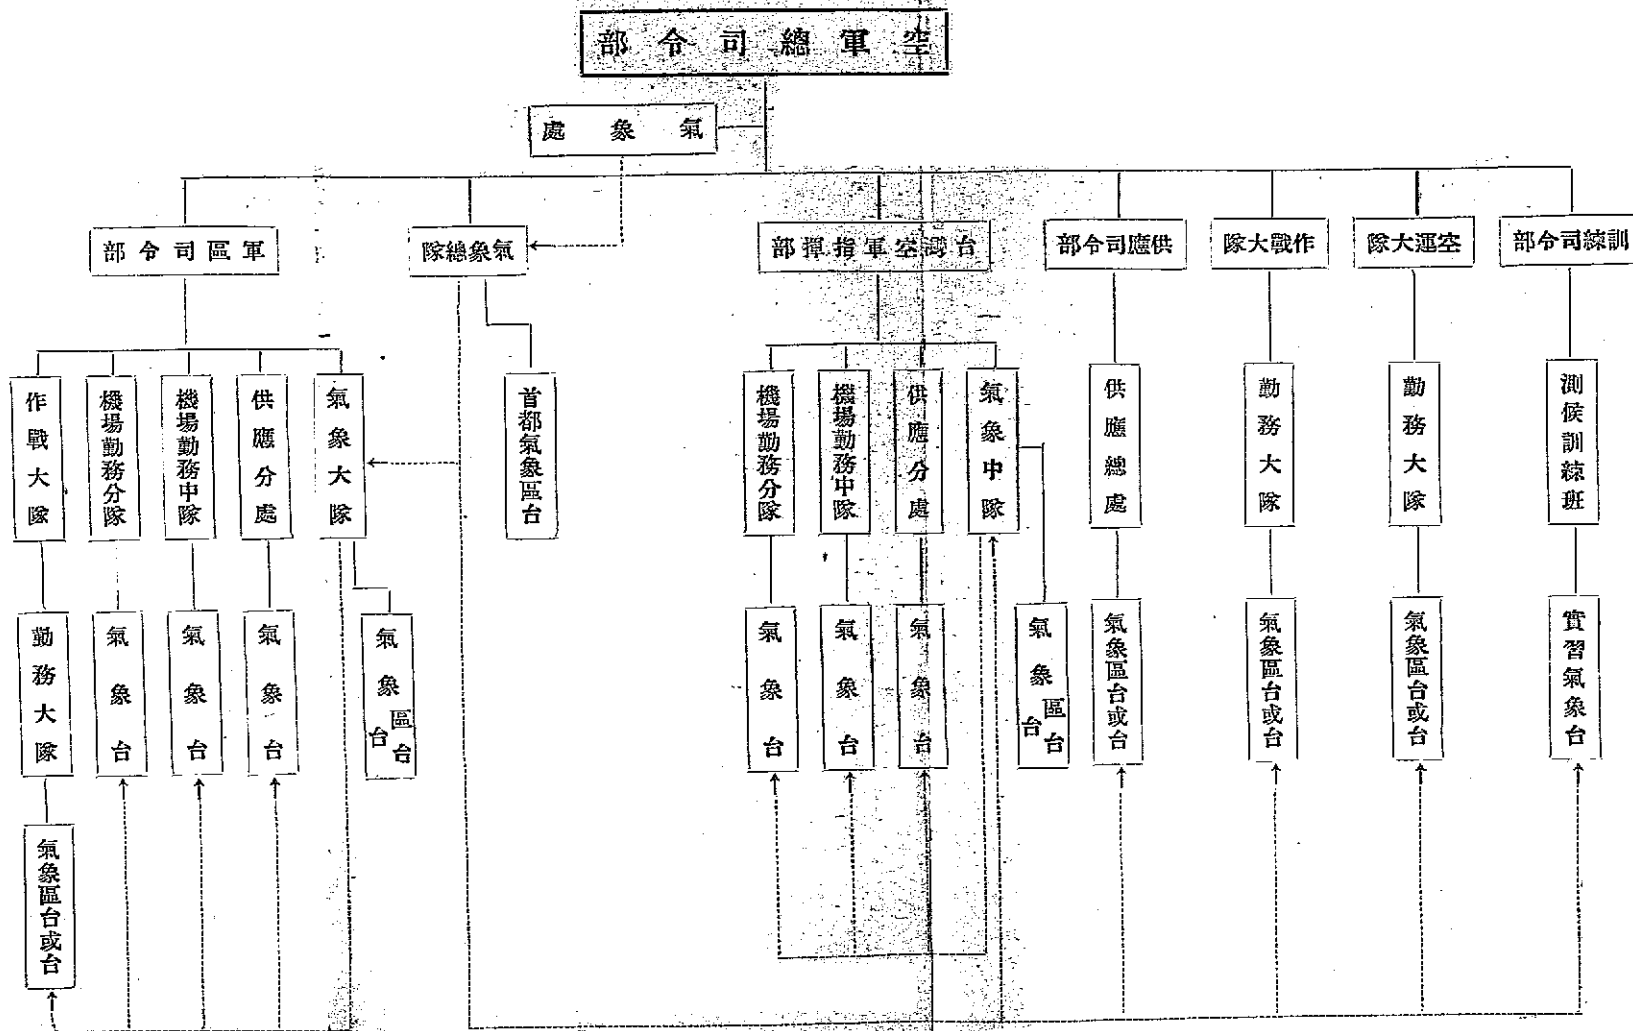 空軍總司令部
氣象處
訓練司令部
空運大隊
作戰大隊
供應司令部
台灣空軍指揮部
氣象總隊
軍區司令部
測候訓練班
勤務大隊
勤務大隊
供應總處
氣象中隊
供應分處
機場勤務中隊
機場勤務分隊
首都氣象區台
氣象大隊
供應分處
機場勤務中隊
機場勤務分隊
作戰大隊
實習氣象台
氣象區台或台
氣象區台或台
氣象區台或台
氣象區台台
氣象台
氣象台
氣象台
氣象區台台
氣象台
氣象台
氣象台
勤務大隊
氣象區台或台